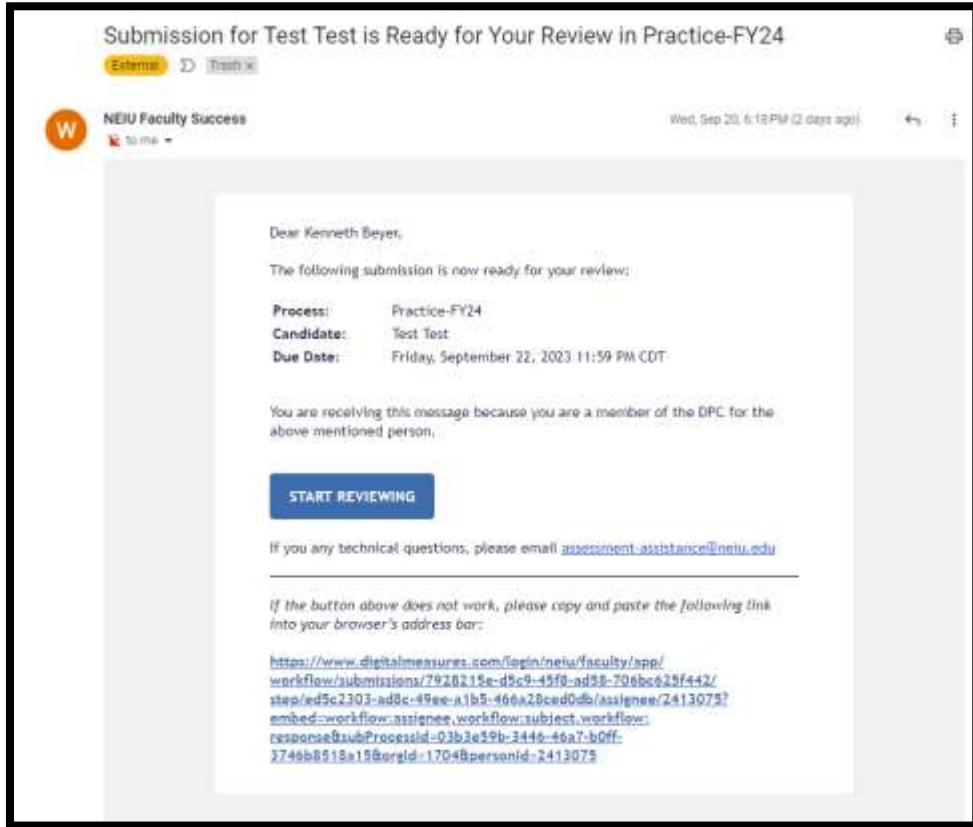 Submission for Test Test is Ready for Your Review in Practice-FY24
External Trash x
W
NEIU Faculty Success
Wed, Sep 20, 6:18 PM (2 days ago)
to me
Dear Kenneth Beyer,
The following submission is now ready for your review:
Process: Practice-FY24
Candidate: Test Test
Due Date: Friday, September 22, 2023 11:59 PM CDT
You are receiving this message because you are a member of the DPC for the
above mentioned person.
START REVIEWING
If you any technical questions, please email assessment-assistance@neiu.edu
If the button above does not work, please copy and paste the following link
into your browser's address bar:
https://www.digitalmeasures.com/login/neiu/faculty/app/
workflow/submissions/7928215e-d5c9-45f8-ad58-706bc625f442/
step/ed5c2303-ad8c-49ee-a1b5-466a28ced0db/assignee/2413075?
embed=workflow:assignee,workflow:subject,workflow:
response&subProcessId=03b3e59b-3446-46a7-b0ff-
3746b8518a15&orgId=1704&personId=2413075